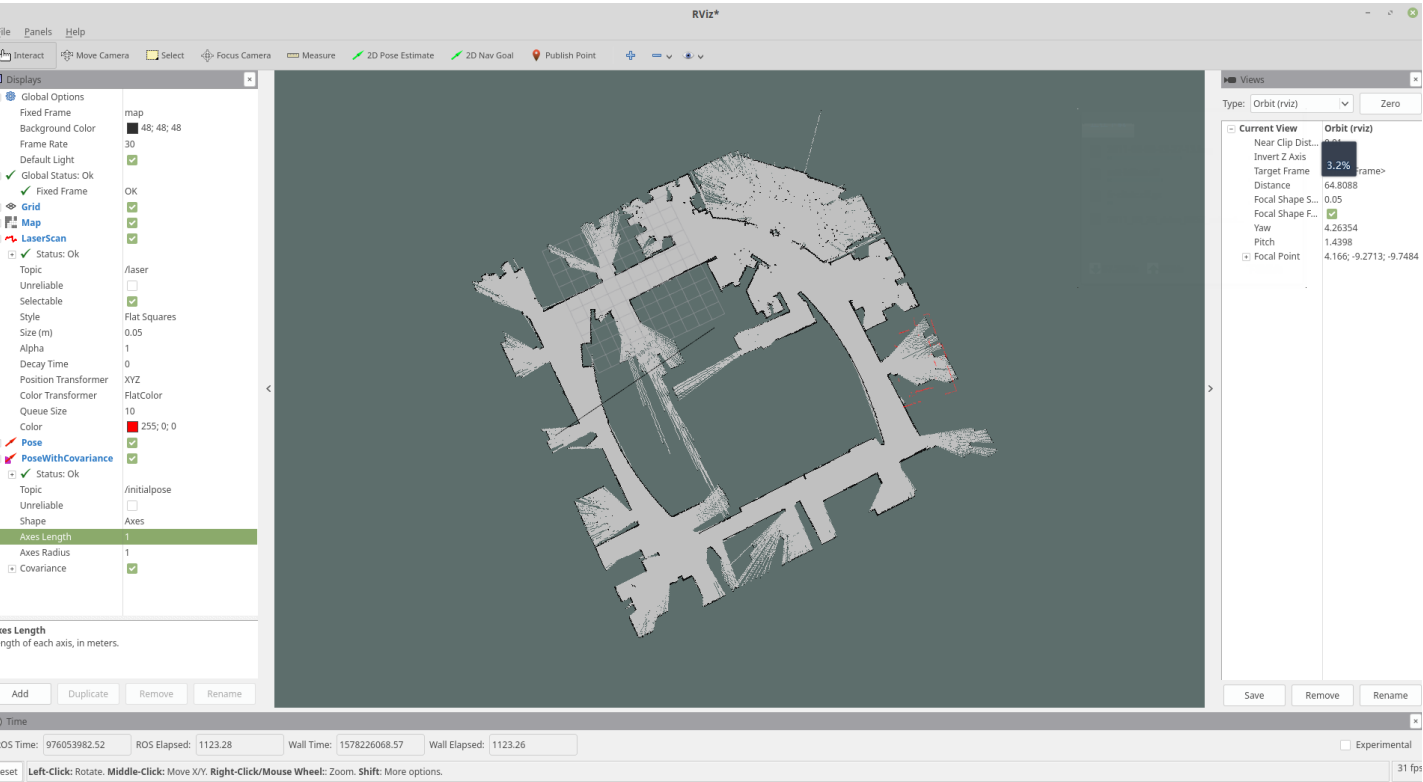 RViz*
ile Panels Help
Interact Move Camera Select Focus Camera Measure 2D Pose Estimate 2D Nav Goal Publish Point
Displays
Global Options
Fixed Frame map
Background Color 48; 48; 48
Frame Rate 30
Default Light
Global Status: Ok
Fixed Frame OK
Grid
Map
LaserScan
Status: Ok
Topic /laser
Unreliable
Selectable
Style Flat Squares
Size (m) 0.05
Alpha 1
Decay Time 0
Position Transformer XYZ
Color Transformer FlatColor
Queue Size 10
Color 255; 0; 0
Pose
PoseWithCovariance
Status: Ok
Topic /initialpose
Unreliable
Shape Axes
Axes Length 1
Axes Radius 1
Covariance
xes Length
ength of each axis, in meters.
Add Duplicate Remove Rename
Views
Type: Orbit (rviz) Zero
Current View Orbit (rviz)
Near Clip Dist...
Invert Z Axis
3.2%
Target Frame rame>
Distance 64.8088
Focal Shape S... 0.05
Focal Shape F...
Yaw 4.26354
Pitch 1.4398
Focal Point 4.166; -9.2713; -9.7484
Save Remove Rename
Time
OS Time: 976053982.52 ROS Elapsed: 1123.28 Wall Time: 1578226068.57 Wall Elapsed: 1123.26 Experimental
eset Left-Click: Rotate. Middle-Click: Move X/Y. Right-Click/Mouse Wheel:: Zoom. Shift: More options. 31 fps